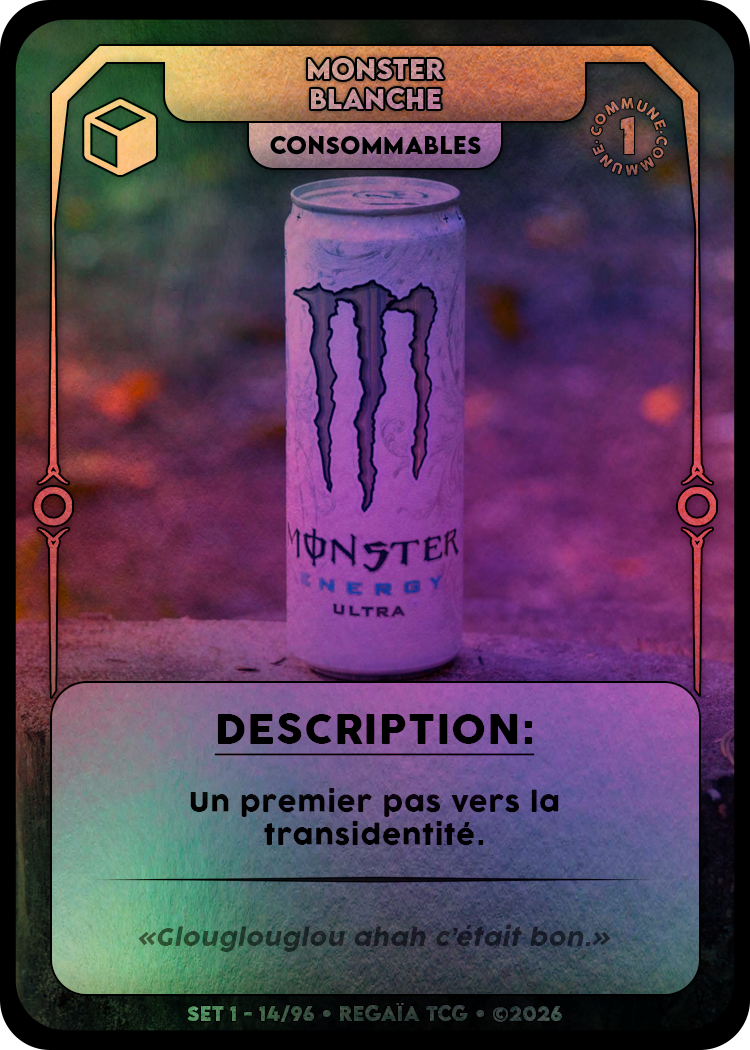 MONSTER
BLANCHE
CONSOMMABLES
COMMUNE · COMMUNE ·
1
MONSTER
ENERGY
ULTRA
DESCRIPTION:
Un premier pas vers la
transidentité.
«Glouglouglou ahah c'était bon.»
SET 1 - 14/96 • REGAÏA TCG • ©2026